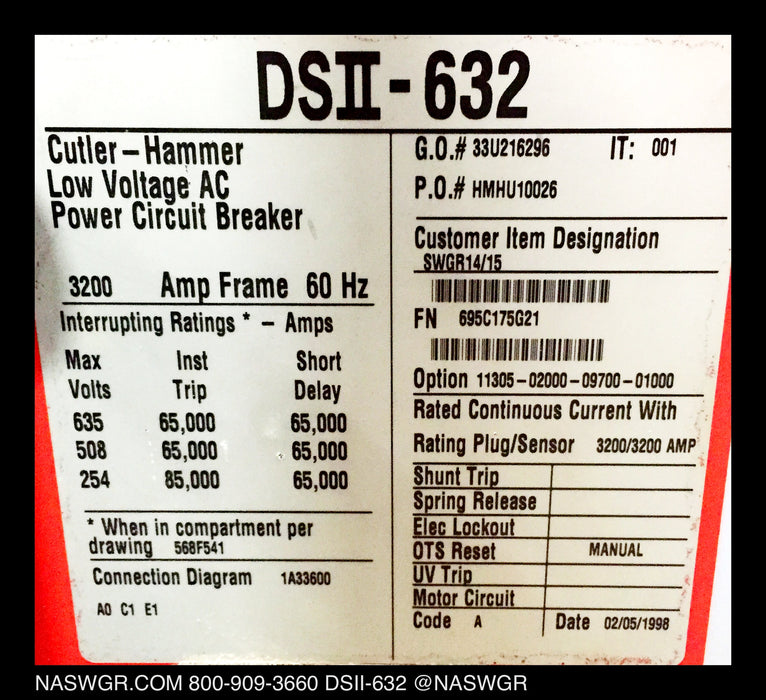 DSII-632
Cutler-Hammer
Low Voltage AC
Power Circuit Breaker
3200 Amp Frame 60 Hz
Interrupting Ratings * - Amps
Max Inst Short
Volts Trip Delay
635 65,000 65,000
508 65,000 65,000
254 85,000 65,000
* When in compartment per
drawing 568F541
Connection Diagram 1A33600
A0 C1 E1
G.O.# 33U216296 IT: 001
P.O.# HMHU10026
Customer Item Designation
SWGR14/15
FN 695C175G21
Option 11305-02000-09700-01000
Rated Continuous Current With
Rating Plug/Sensor 3200/3200 AMP
Shunt Trip
Spring Release
Elec Lockout
OTS Reset MANUAL
UV Trip
Motor Circuit
Code A Date 02/05/1998
NASWGR.COM 800-909-3660 DSII-632 @NASWGR